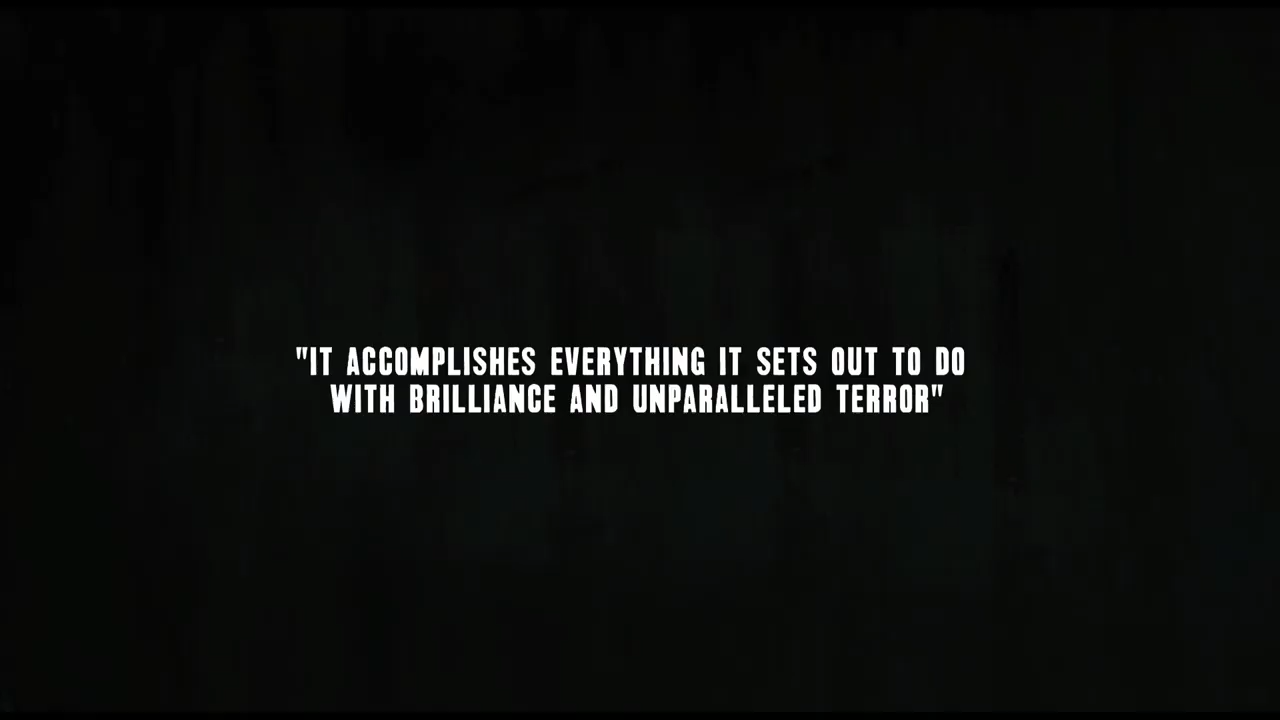 "IT ACCOMPLISHES EVERYTHING IT SETS OUT TO DO
WITH BRILLIANCE AND UNPARALLELED TERROR"